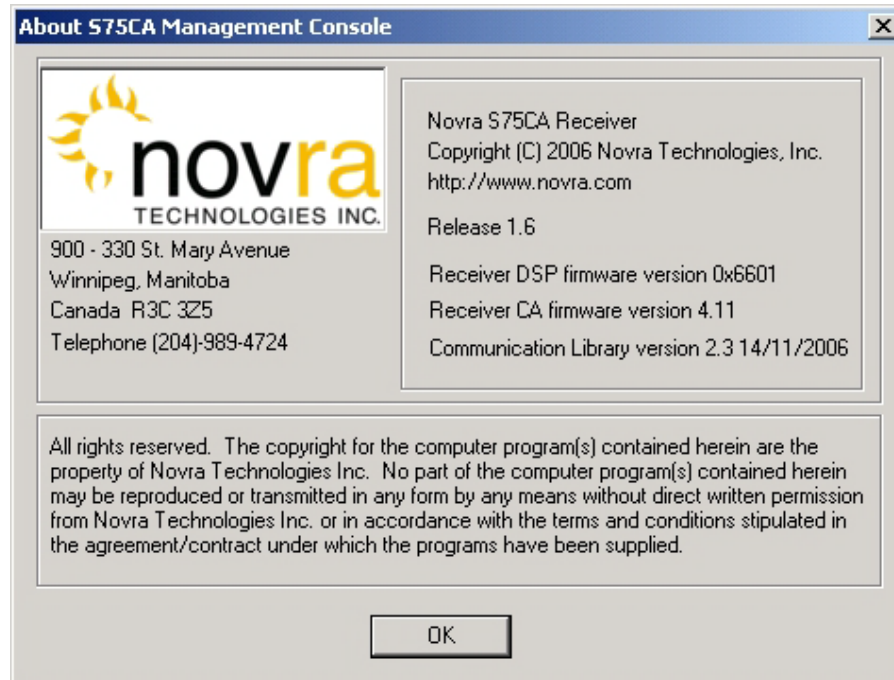 About S75CA Management Console
novra
TECHNOLOGIES INC.
900 - 330 St. Mary Avenue
Winnipeg, Manitoba
Canada R3C 3Z5
Telephone (204)-989-4724
Novra S75CA Receiver
Copyright (C) 2006 Novra Technologies, Inc.
http://www.novra.com
Release 1.6
Receiver DSP firmware version 0x6601
Receiver CA firmware version 4.11
Communication Library version 2.3 14/11/2006
All rights reserved. The copyright for the computer program(s) contained herein are the
property of Novra Technologies Inc. No part of the computer program(s) contained herein
may be reproduced or transmitted in any form by any means without direct written permission
from Novra Technologies Inc. or in accordance with the terms and conditions stipulated in
the agreement/contract under which the programs have been supplied.
OK